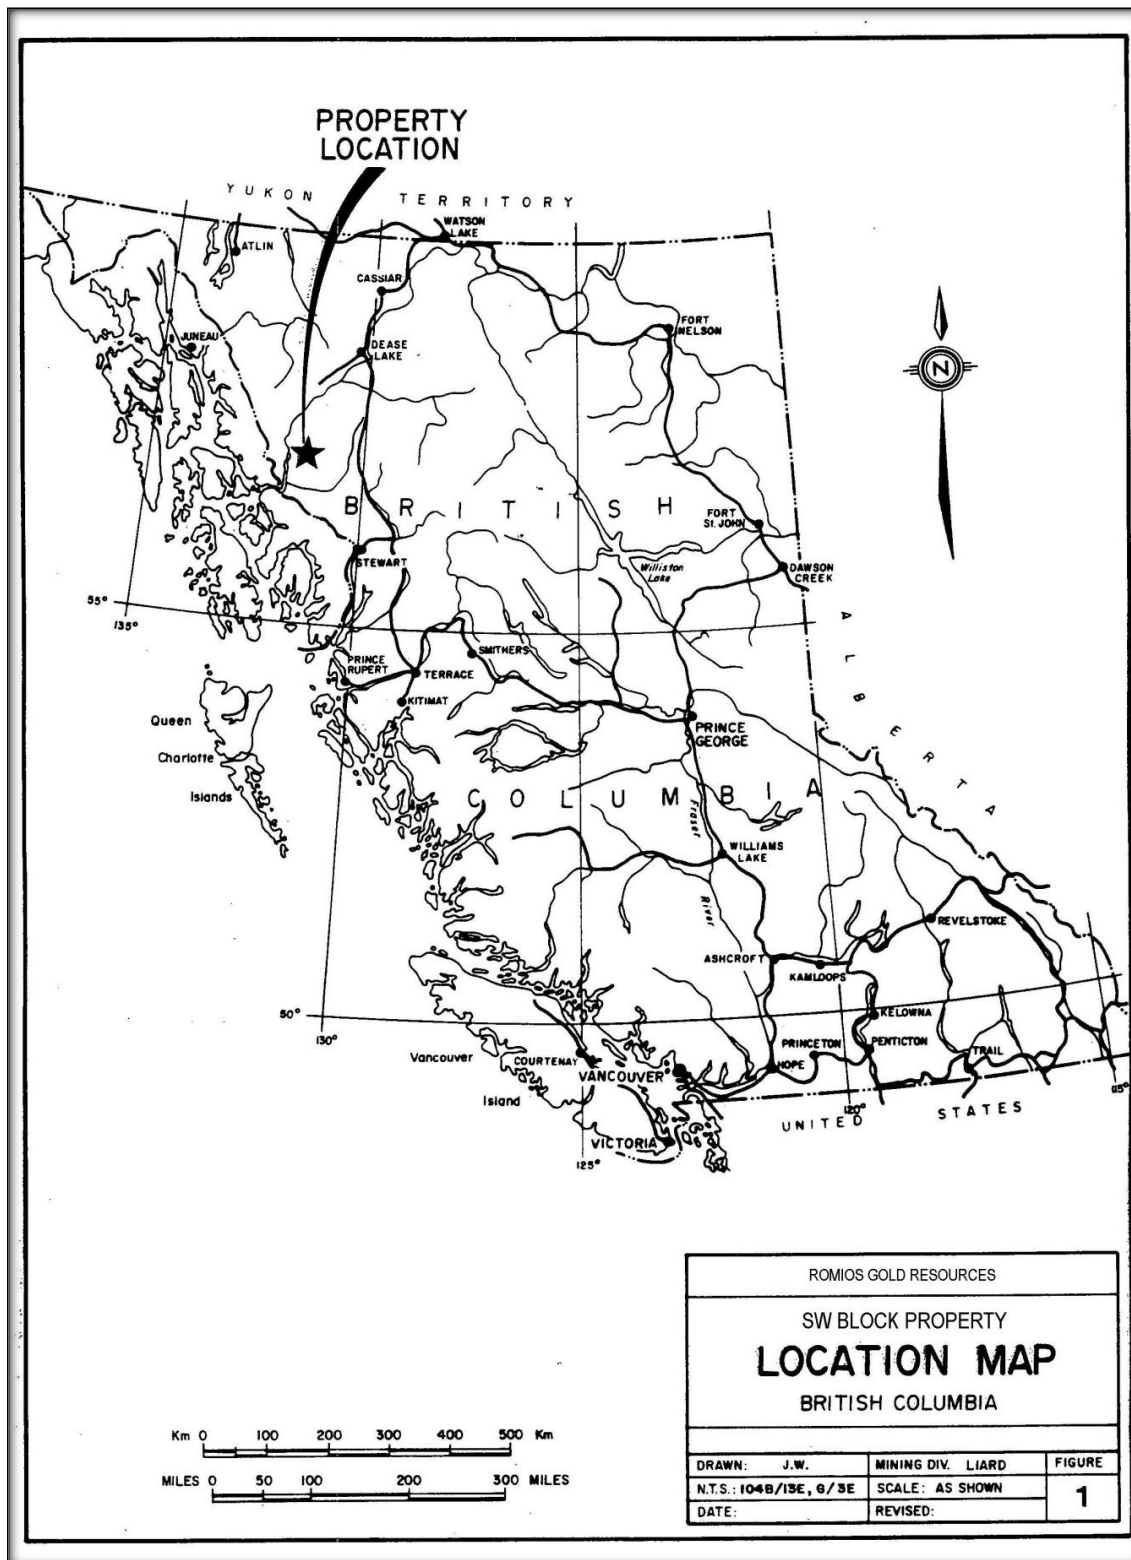 PROPERTY
LOCATION
YUKON TERRITORY
WATSON
LAKE
ATLIN
CASSIAR
JUNEAU
DEASE
LAKE
FORT
NELSON
N
BRITISH
FORT
St. JOHN
STEWART
Williston
Lake
DAWSON
CREEK
55°
135°
ALBERTA
PRINCE
RUPERT
SMITHERS
TERRACE
KITIMAT
Queen
Charlotte
Islands
PRINCE
GEORGE
COLUMBIA
Fraser
River
WILLIAMS
LAKE
REVELSTOKE
ASHCROFT
KAMLOOPS
50°
130°
KELOWNA
Vancouver
Island
COURTENAY
PRINCETON
PENTICTON
TRAIL
VANCOUVER
HOPE
115°
120°
UNITED STATES
VICTORIA
125°
ROMIOS GOLD RESOURCES
SW BLOCK PROPERTY
LOCATION MAP
BRITISH COLUMBIA
Km 0 100 200 300 400 500 Km
MILES 0 50 100 200 300 MILES
DRAWN: J.W. MINING DIV. LIARD FIGURE
N.T.S.: 104B/13E, G/3E SCALE: AS SHOWN 1
DATE: REVISED: